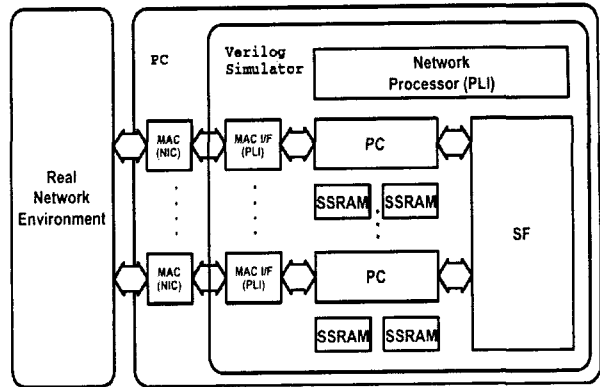 PC
Verilog
Simulator
Network
Processor (PLI)
Real
Network
Environment
MAC
(NIC)
MAC I/F
(PLI)
PC
SF
SSRAM
SSRAM
MAC
(NIC)
MAC I/F
(PLI)
PC
SSRAM
SSRAM